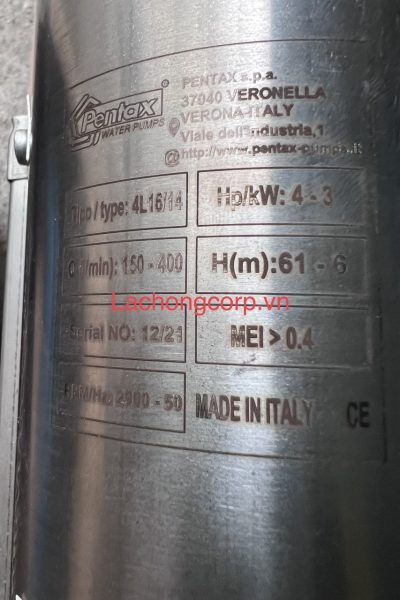 Pentax®
WATER PUMPS
PENTAX s.p.a.
37040 VERONELLA
VERONA-ITALY
Viale dell'Industria,1
@http://www.pentax-pumps.it
Tipo / type: 4L16/14
Hp/kW: 4 - 3
Q (l/min): 150 - 400
H(m):61 - 6
Lachongcorp.vn
Serial NO: 12/21
MEI > 0.4
2900 - 50
MADE IN ITALY
CE